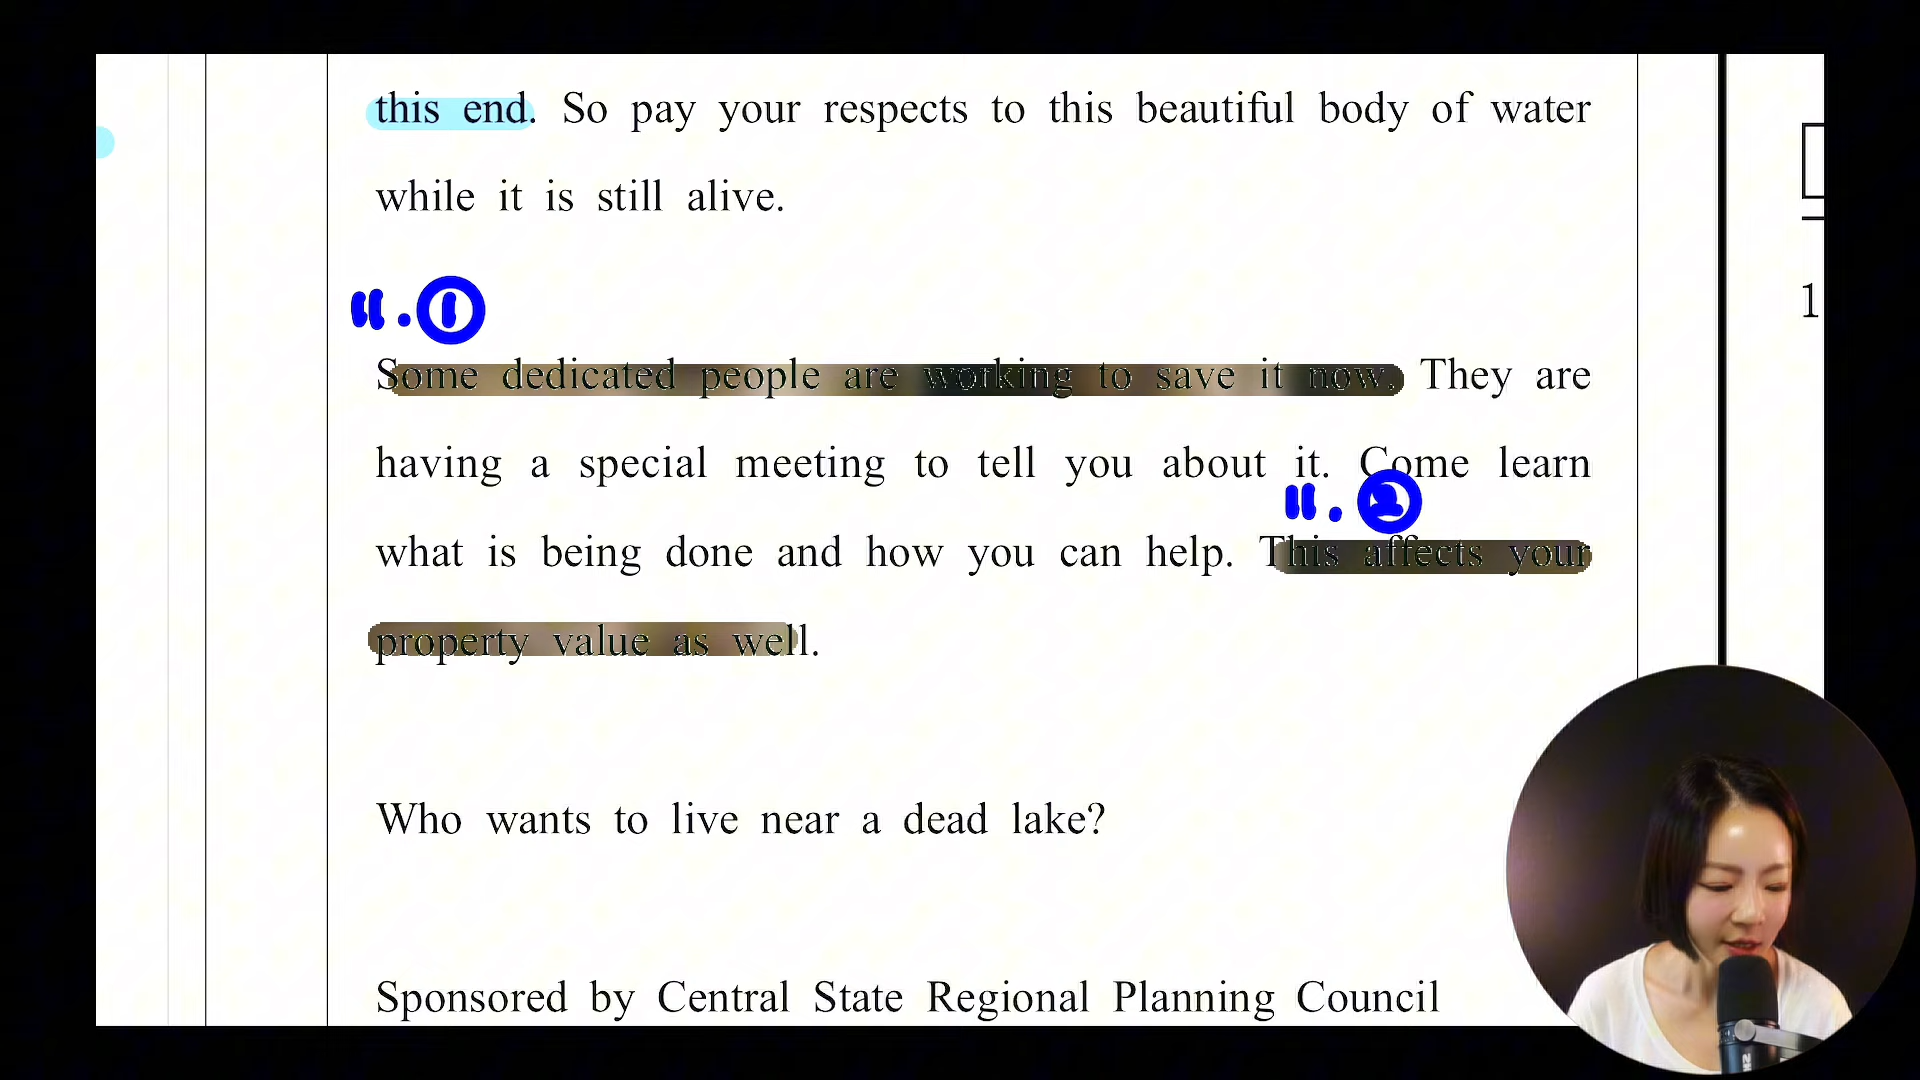 this end. So pay your respects to this beautiful body of water
while it is still alive.
11. ①
Some dedicated people are working to save it now. They are
having a special meeting to tell you about it. Come learn
11. ②
what is being done and how you can help. This affects your
property value as well.
Who wants to live near a dead lake?
Sponsored by Central State Regional Planning Council
1